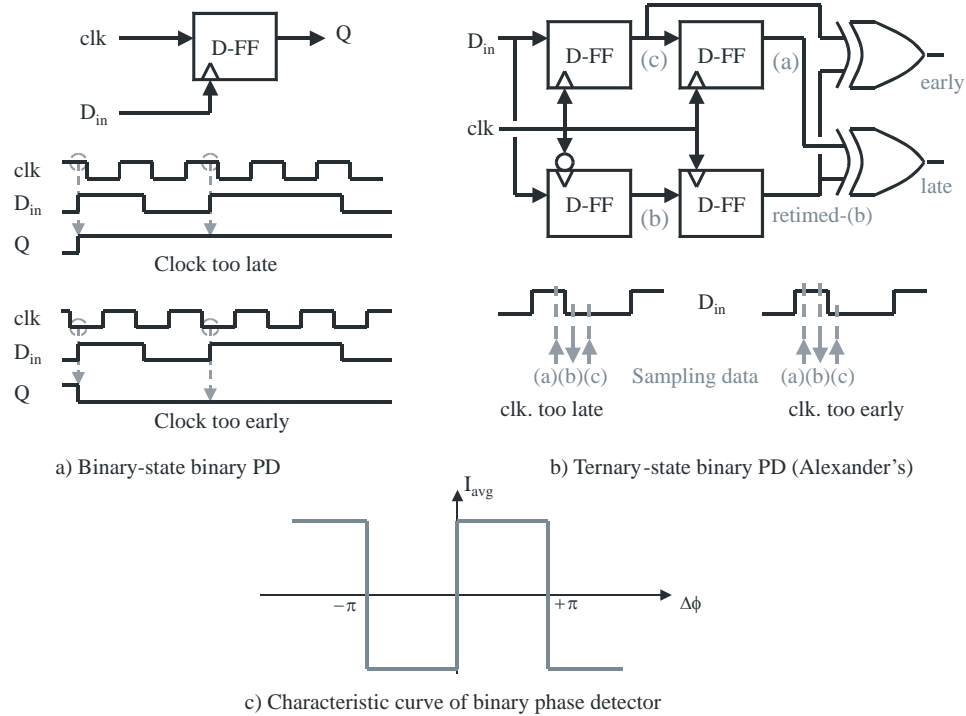 clk
D-FF
Q
D_in
clk
D_in
Q
Clock too late
clk
D_in
Q
Clock too early
a) Binary-state binary PD
D_in
D-FF
(c)
D-FF
(a)
early
clk
D-FF
(b)
D-FF
retimed-(b)
late
D_in
(a)(b)(c)
Sampling data
(a)(b)(c)
clk. too late
clk. too early
b) Ternary-state binary PD (Alexander's)
I_avg
−π
+π
Δϕ
c) Characteristic curve of binary phase detector